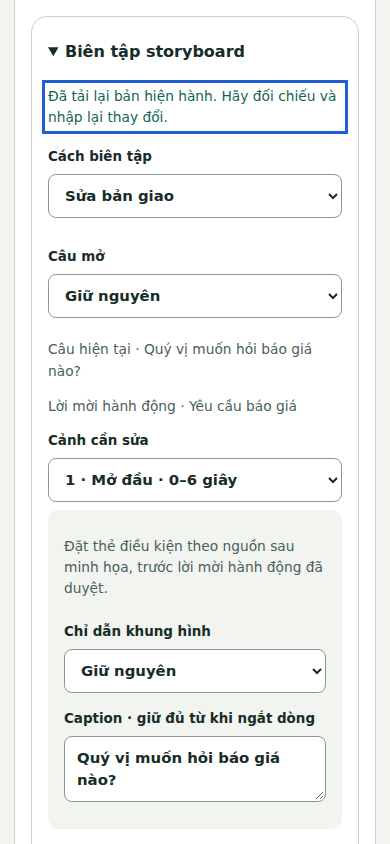 ▼ Biên tập storyboard
Đã tải lại bản hiện hành. Hãy đối chiếu và
nhập lại thay đổi.
Cách biên tập
Sửa bản giao
Câu mở
Giữ nguyên
Câu hiện tại · Quý vị muốn hỏi báo giá
nào?
Lời mời hành động · Yêu cầu báo giá
Cảnh cần sửa
1 · Mở đầu · 0–6 giây
Đặt thẻ điều kiện theo nguồn sau
minh họa, trước lời mời hành động đã
duyệt.
Chỉ dẫn khung hình
Giữ nguyên
Caption · giữ đủ từ khi ngắt dòng
Quý vị muốn hỏi báo giá
nào?